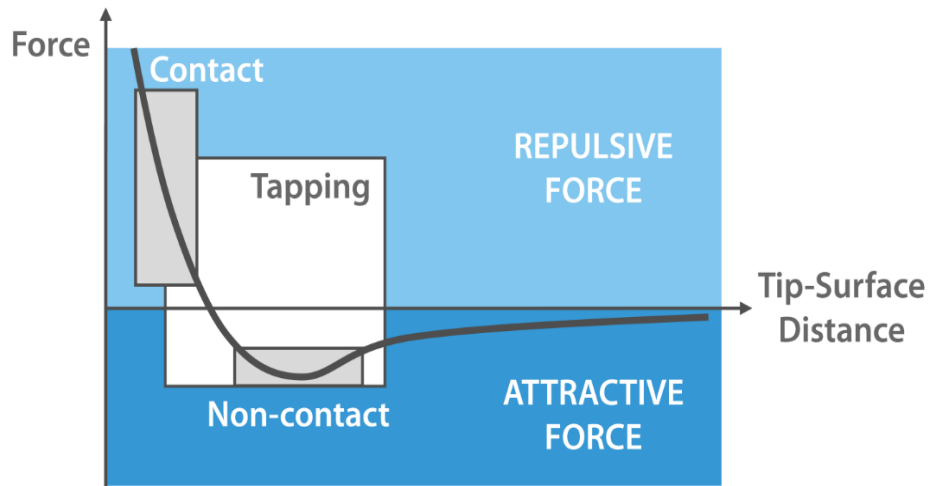 Force
Contact
REPULSIVE
FORCE
Tapping
Tip-Surface
Distance
ATTRACTIVE
FORCE
Non-contact